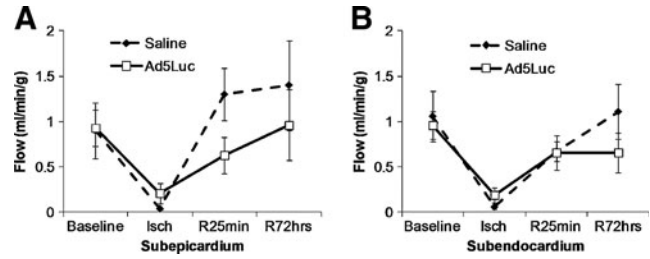 A
Flow (ml/min/g)
2
1.5
1
0.5
0
Saline
Ad5Luc
Baseline Isch R25min R72hrs
Subepicardium
B
Flow (ml/min/g)
2
1.5
1
0.5
0
Saline
Ad5Luc
Baseline Isch R25min R72hrs
Subendocardium